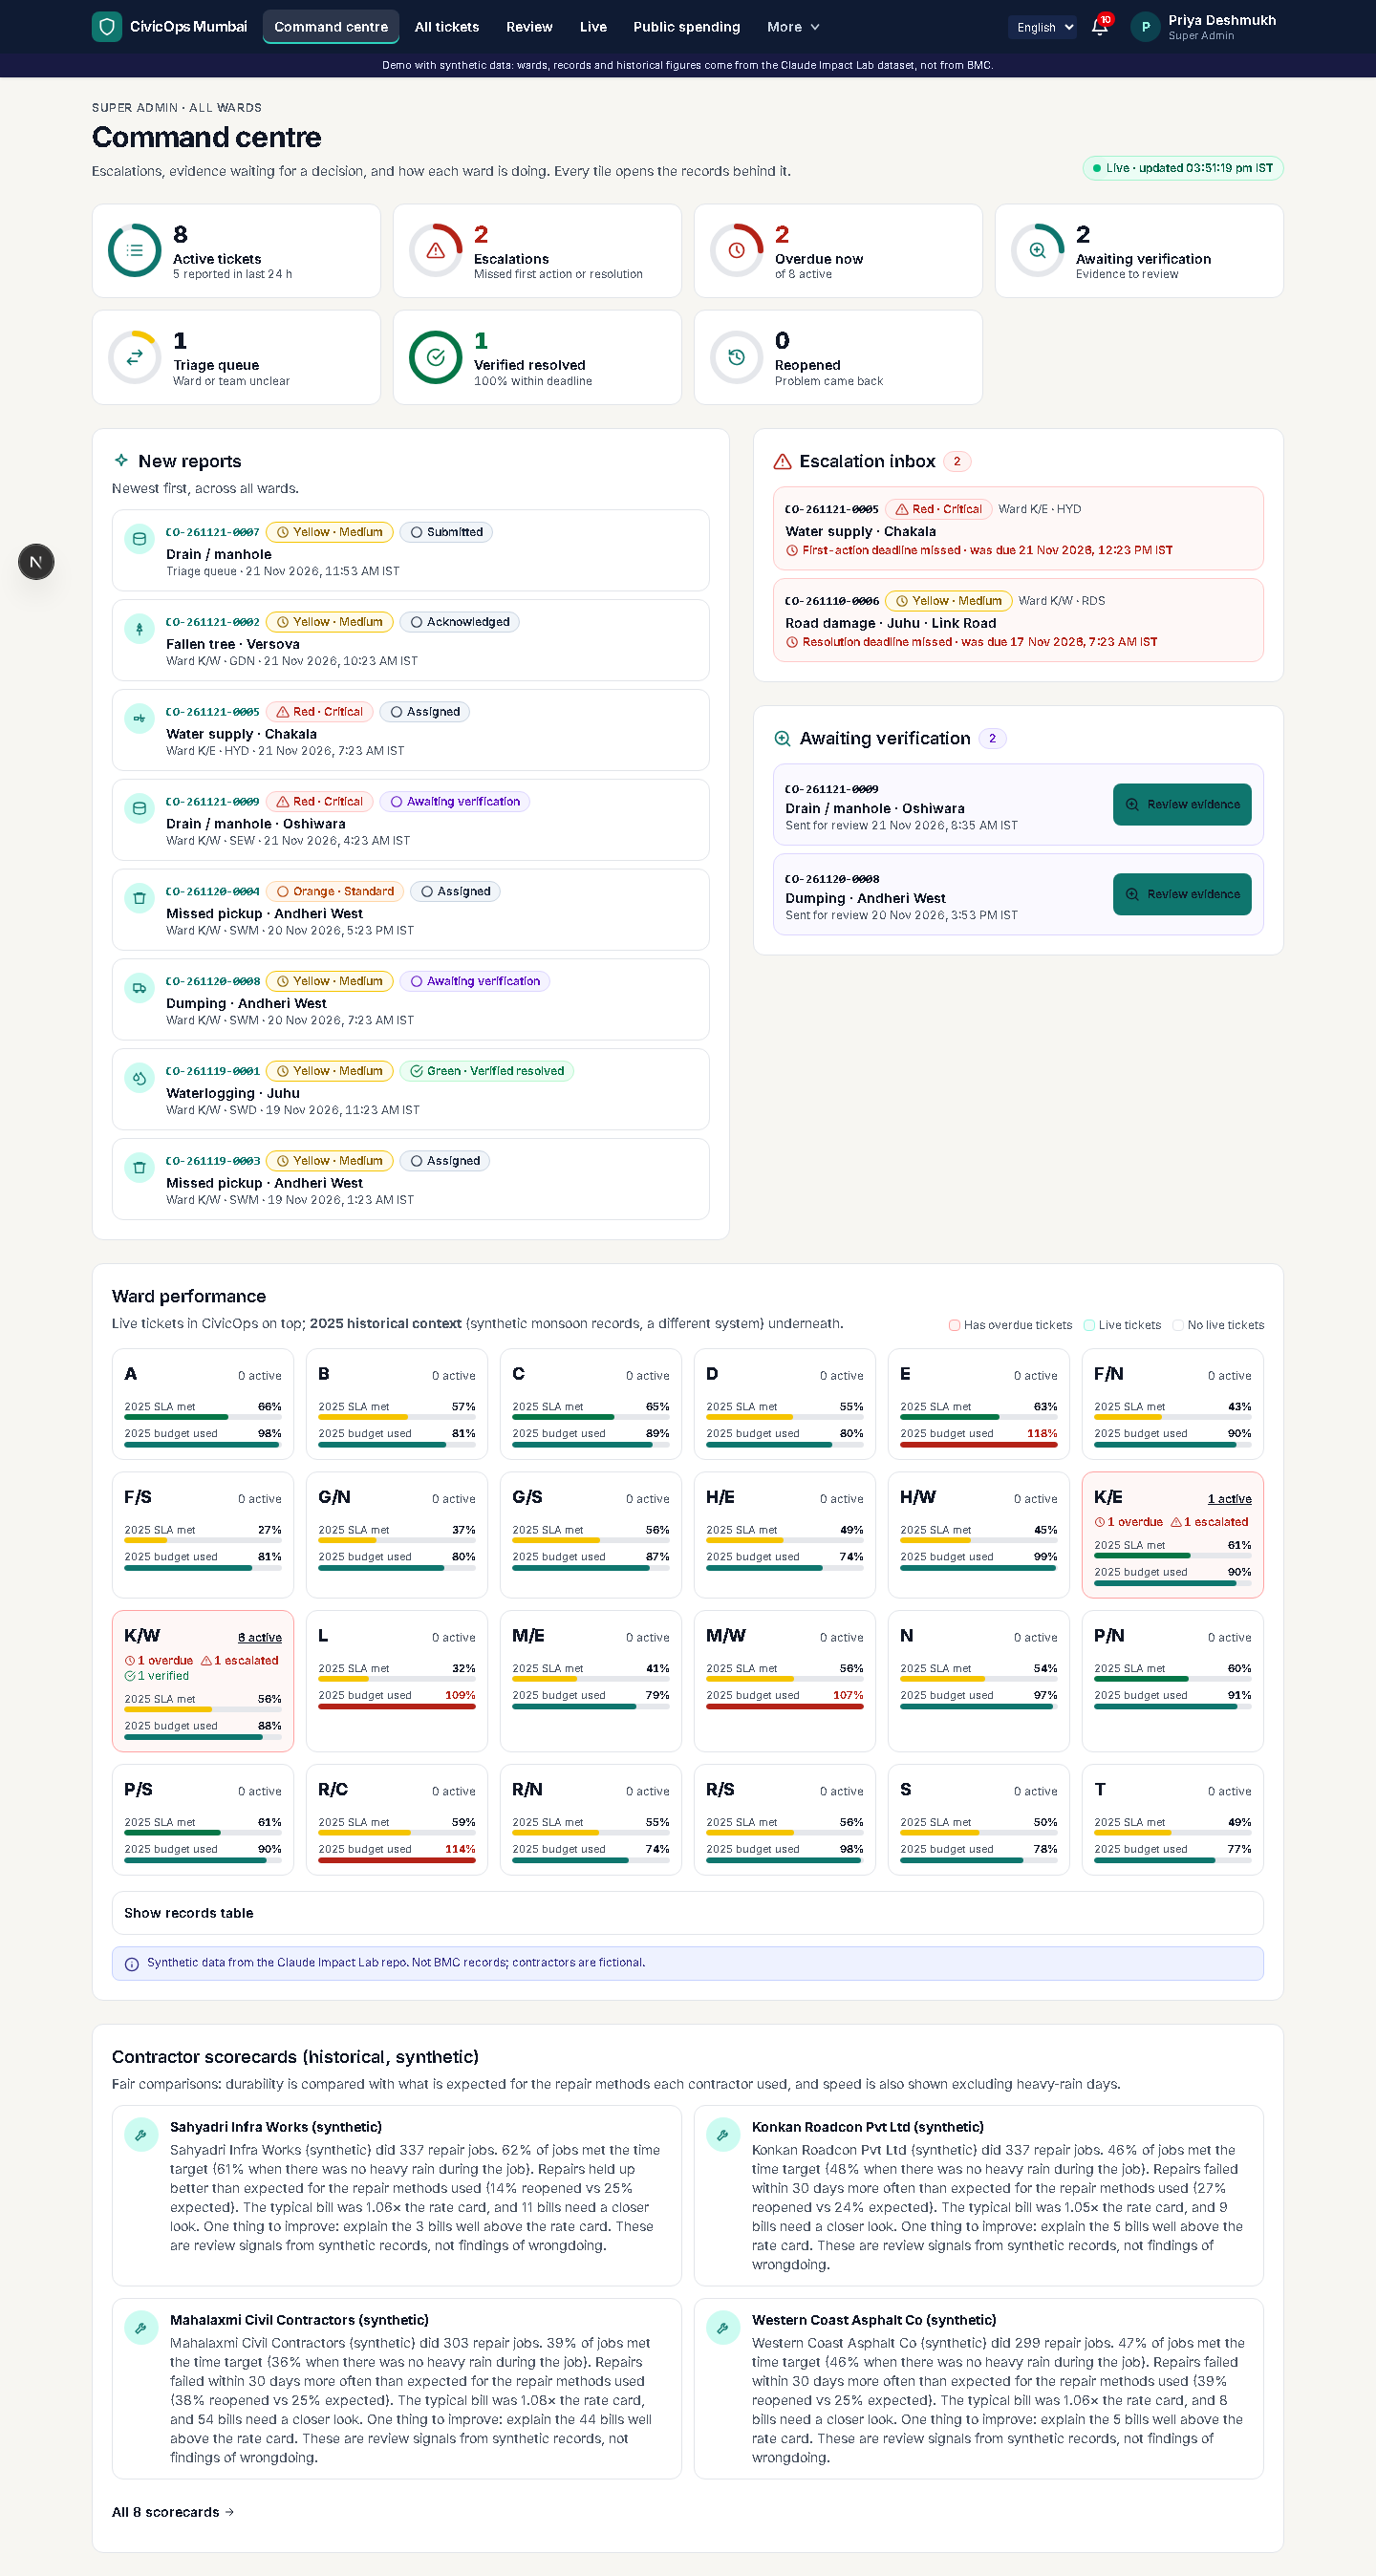 CivicOps Mumbai
Command centre
All tickets
Review
Live
Public spending
More
English
10
P
Priya Deshmukh
Super Admin
Demo with synthetic data: wards, records and historical figures come from the Claude Impact Lab dataset, not from BMC.
SUPER ADMIN · ALL WARDS
Command centre
Escalations, evidence waiting for a decision, and how each ward is doing. Every tile opens the records behind it.
Live · updated 03:51:19 pm IST
8
Active tickets
5 reported in last 24 h
2
Escalations
Missed first action or resolution
2
Overdue now
of 8 active
2
Awaiting verification
Evidence to review
1
Triage queue
Ward or team unclear
1
Verified resolved
100% within deadline
0
Reopened
Problem came back
New reports
Newest first, across all wards.
CO-261121-0007 Yellow · Medium Submitted
Drain / manhole
Triage queue · 21 Nov 2026, 11:53 AM IST
CO-261121-0002 Yellow · Medium Acknowledged
Fallen tree · Versova
Ward K/W · GDN · 21 Nov 2026, 10:23 AM IST
CO-261121-0005 Red · Critical Assigned
Water supply · Chakala
Ward K/E · HYD · 21 Nov 2026, 7:23 AM IST
CO-261121-0009 Red · Critical Awaiting verification
Drain / manhole · Oshiwara
Ward K/W · SEW · 21 Nov 2026, 4:23 AM IST
CO-261120-0004 Orange · Standard Assigned
Missed pickup · Andheri West
Ward K/W · SWM · 20 Nov 2026, 5:23 PM IST
CO-261120-0008 Yellow · Medium Awaiting verification
Dumping · Andheri West
Ward K/W · SWM · 20 Nov 2026, 7:23 AM IST
CO-261119-0001 Yellow · Medium Green · Verified resolved
Waterlogging · Juhu
Ward K/W · SWD · 19 Nov 2026, 11:23 AM IST
CO-261119-0003 Yellow · Medium Assigned
Missed pickup · Andheri West
Ward K/W · SWM · 19 Nov 2026, 1:23 AM IST
Escalation inbox 2
CO-261121-0005 Red · Critical Ward K/E · HYD
Water supply · Chakala
First-action deadline missed · was due 21 Nov 2026, 12:23 PM IST
CO-261110-0006 Yellow · Medium Ward K/W · RDS
Road damage · Juhu · Link Road
Resolution deadline missed · was due 17 Nov 2026, 7:23 AM IST
Awaiting verification 2
CO-261121-0009
Drain / manhole · Oshiwara
Sent for review 21 Nov 2026, 8:35 AM IST
Review evidence
CO-261120-0008
Dumping · Andheri West
Sent for review 20 Nov 2026, 3:53 PM IST
Review evidence
Ward performance
Live tickets in CivicOps on top; 2025 historical context (synthetic monsoon records, a different system) underneath.
Has overdue tickets Live tickets No live tickets
A 0 active
2025 SLA met 66%
2025 budget used 98%
B 0 active
2025 SLA met 57%
2025 budget used 81%
C 0 active
2025 SLA met 65%
2025 budget used 89%
D 0 active
2025 SLA met 55%
2025 budget used 80%
E 0 active
2025 SLA met 63%
2025 budget used 118%
F/N 0 active
2025 SLA met 43%
2025 budget used 90%
F/S 0 active
2025 SLA met 27%
2025 budget used 81%
G/N 0 active
2025 SLA met 37%
2025 budget used 80%
G/S 0 active
2025 SLA met 56%
2025 budget used 87%
H/E 0 active
2025 SLA met 49%
2025 budget used 74%
H/W 0 active
2025 SLA met 45%
2025 budget used 99%
K/E 1 active
1 overdue 1 escalated
2025 SLA met 61%
2025 budget used 90%
K/W 6 active
1 overdue 1 escalated
1 verified
2025 SLA met 56%
2025 budget used 88%
L 0 active
2025 SLA met 32%
2025 budget used 109%
M/E 0 active
2025 SLA met 41%
2025 budget used 79%
M/W 0 active
2025 SLA met 56%
2025 budget used 107%
N 0 active
2025 SLA met 54%
2025 budget used 97%
P/N 0 active
2025 SLA met 60%
2025 budget used 91%
P/S 0 active
2025 SLA met 61%
2025 budget used 90%
R/C 0 active
2025 SLA met 59%
2025 budget used 114%
R/N 0 active
2025 SLA met 55%
2025 budget used 74%
R/S 0 active
2025 SLA met 56%
2025 budget used 98%
S 0 active
2025 SLA met 50%
2025 budget used 78%
T 0 active
2025 SLA met 49%
2025 budget used 77%
Show records table
Synthetic data from the Claude Impact Lab repo. Not BMC records; contractors are fictional.
Contractor scorecards (historical, synthetic)
Fair comparisons: durability is compared with what is expected for the repair methods each contractor used, and speed is also shown excluding heavy-rain days.
Sahyadri Infra Works (synthetic)
Sahyadri Infra Works (synthetic) did 337 repair jobs. 62% of jobs met the time
target (61% when there was no heavy rain during the job). Repairs held up
better than expected for the repair methods used (14% reopened vs 25%
expected). The typical bill was 1.06× the rate card, and 11 bills need a closer
look. One thing to improve: explain the 3 bills well above the rate card. These
are review signals from synthetic records, not findings of wrongdoing.
Konkan Roadcon Pvt Ltd (synthetic)
Konkan Roadcon Pvt Ltd (synthetic) did 337 repair jobs. 46% of jobs met the
time target (48% when there was no heavy rain during the job). Repairs failed
within 30 days more often than expected for the repair methods used (27%
reopened vs 24% expected). The typical bill was 1.05× the rate card, and 9
bills need a closer look. One thing to improve: explain the 5 bills well above the
rate card. These are review signals from synthetic records, not findings of
wrongdoing.
Mahalaxmi Civil Contractors (synthetic)
Mahalaxmi Civil Contractors (synthetic) did 303 repair jobs. 39% of jobs met
the time target (36% when there was no heavy rain during the job). Repairs
failed within 30 days more often than expected for the repair methods used
(38% reopened vs 25% expected). The typical bill was 1.08× the rate card,
and 54 bills need a closer look. One thing to improve: explain the 44 bills well
above the rate card. These are review signals from synthetic records, not
findings of wrongdoing.
Western Coast Asphalt Co (synthetic)
Western Coast Asphalt Co (synthetic) did 299 repair jobs. 47% of jobs met the
time target (46% when there was no heavy rain during the job). Repairs failed
within 30 days more often than expected for the repair methods used (39%
reopened vs 25% expected). The typical bill was 1.06× the rate card, and 8
bills need a closer look. One thing to improve: explain the 5 bills well above the
rate card. These are review signals from synthetic records, not findings of
wrongdoing.
All 8 scorecards →
N